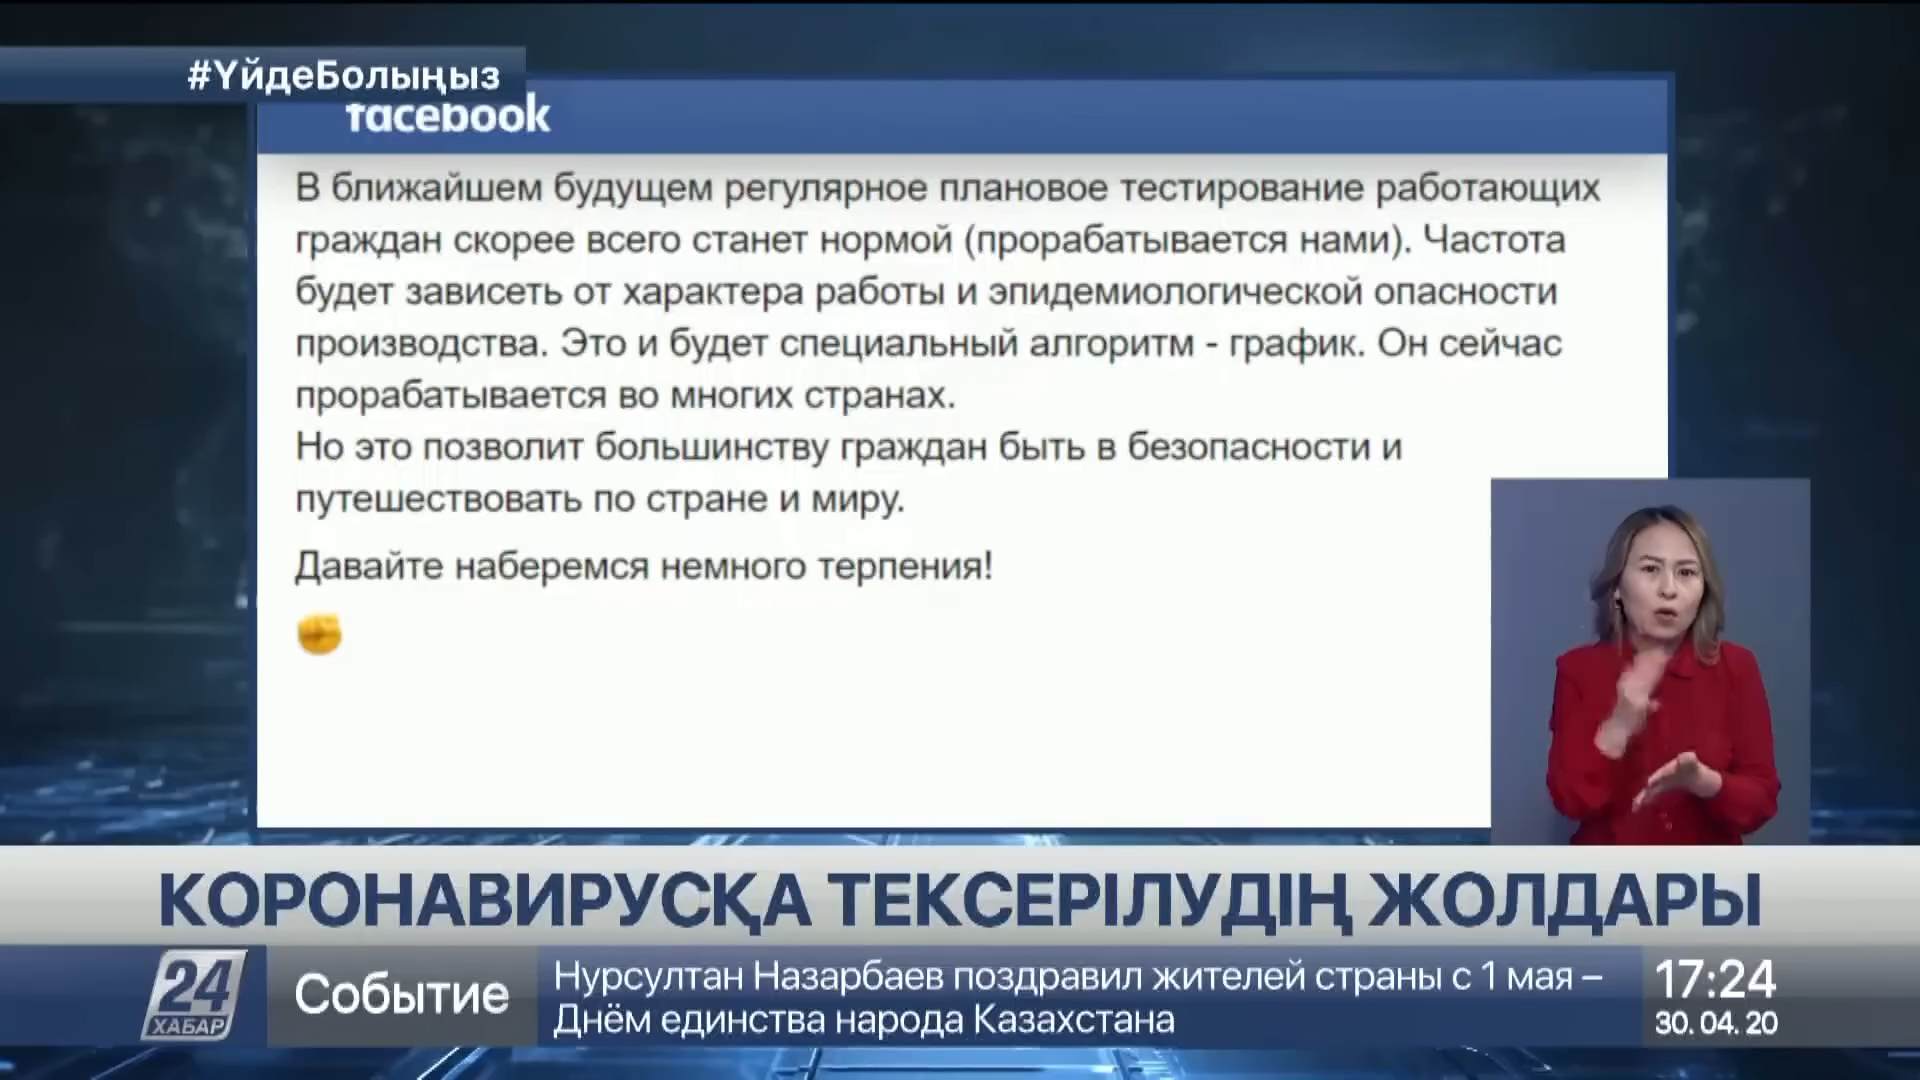 #ҮйдеБолыңыз
facebook
В ближайшем будущем регулярное плановое тестирование работающих
граждан скорее всего станет нормой (прорабатывается нами). Частота
будет зависеть от характера работы и эпидемиологической опасности
производства. Это и будет специальный алгоритм - график. Он сейчас
прорабатывается во многих странах.
Но это позволит большинству граждан быть в безопасности и
путешествовать по стране и миру.
Давайте наберемся немного терпения!
КОРОНАВИРУСҚА ТЕКСЕРІЛУДІҢ ЖОЛДАРЫ
24
ХАБАР
Событие
Нурсултан Назарбаев поздравил жителей страны с 1 мая –
Днём единства народа Казахстана
17:24
30. 04. 20